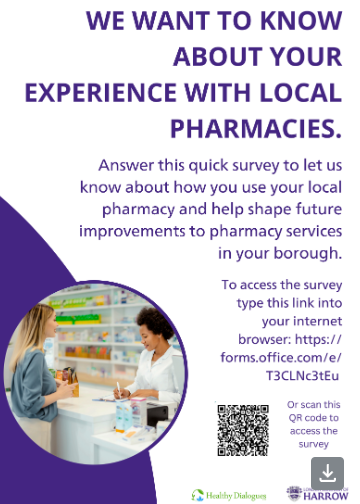 WE WANT TO KNOW
ABOUT YOUR
EXPERIENCE WITH LOCAL
PHARMACIES.
Answer this quick survey to let us
know about how you use your local
pharmacy and help shape future
improvements to pharmacy services
in your borough.
To access the survey
type this link into
your internet
browser: https://
forms.office.com/e/
T3CLNc3tEu
Or scan this
QR code to
access the
survey
Healthy Dialogues
HARROW